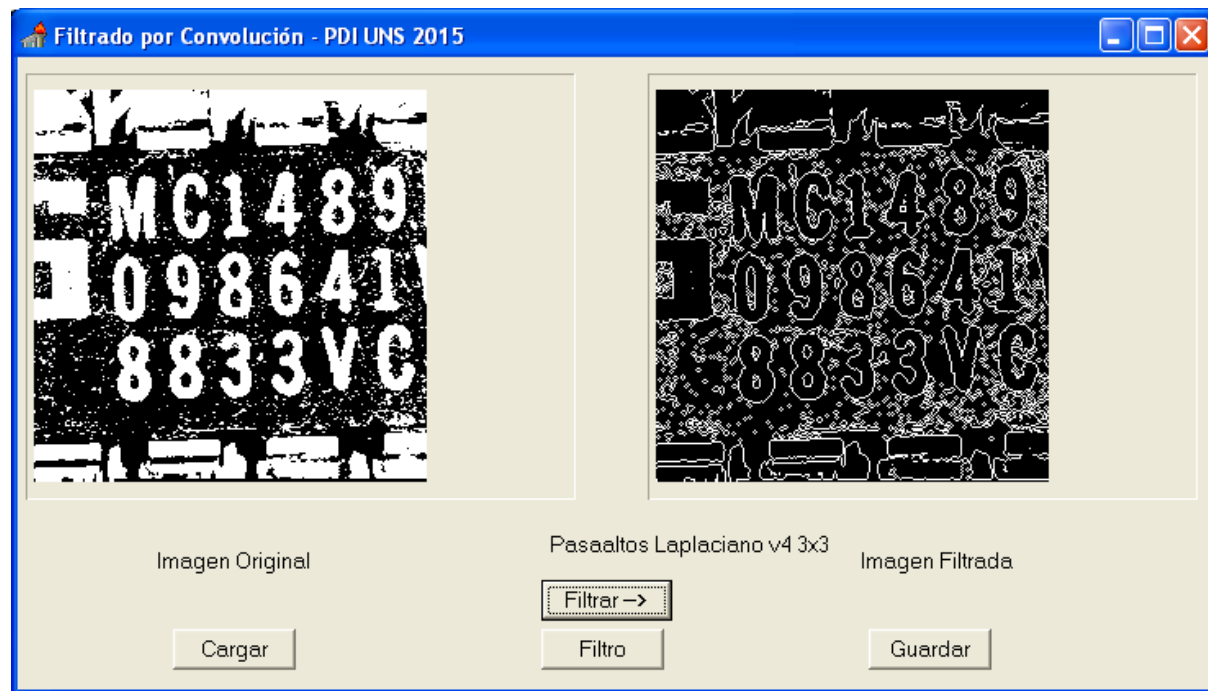 Filtrado por Convolución - PDI UNS 2015
MC1489
098641
8833VC
MC1489
098641
8833VC
Imagen Original
Pasaaltos Laplaciano v4 3x3
Imagen Filtrada
Filtrar-->
Cargar
Filtro
Guardar